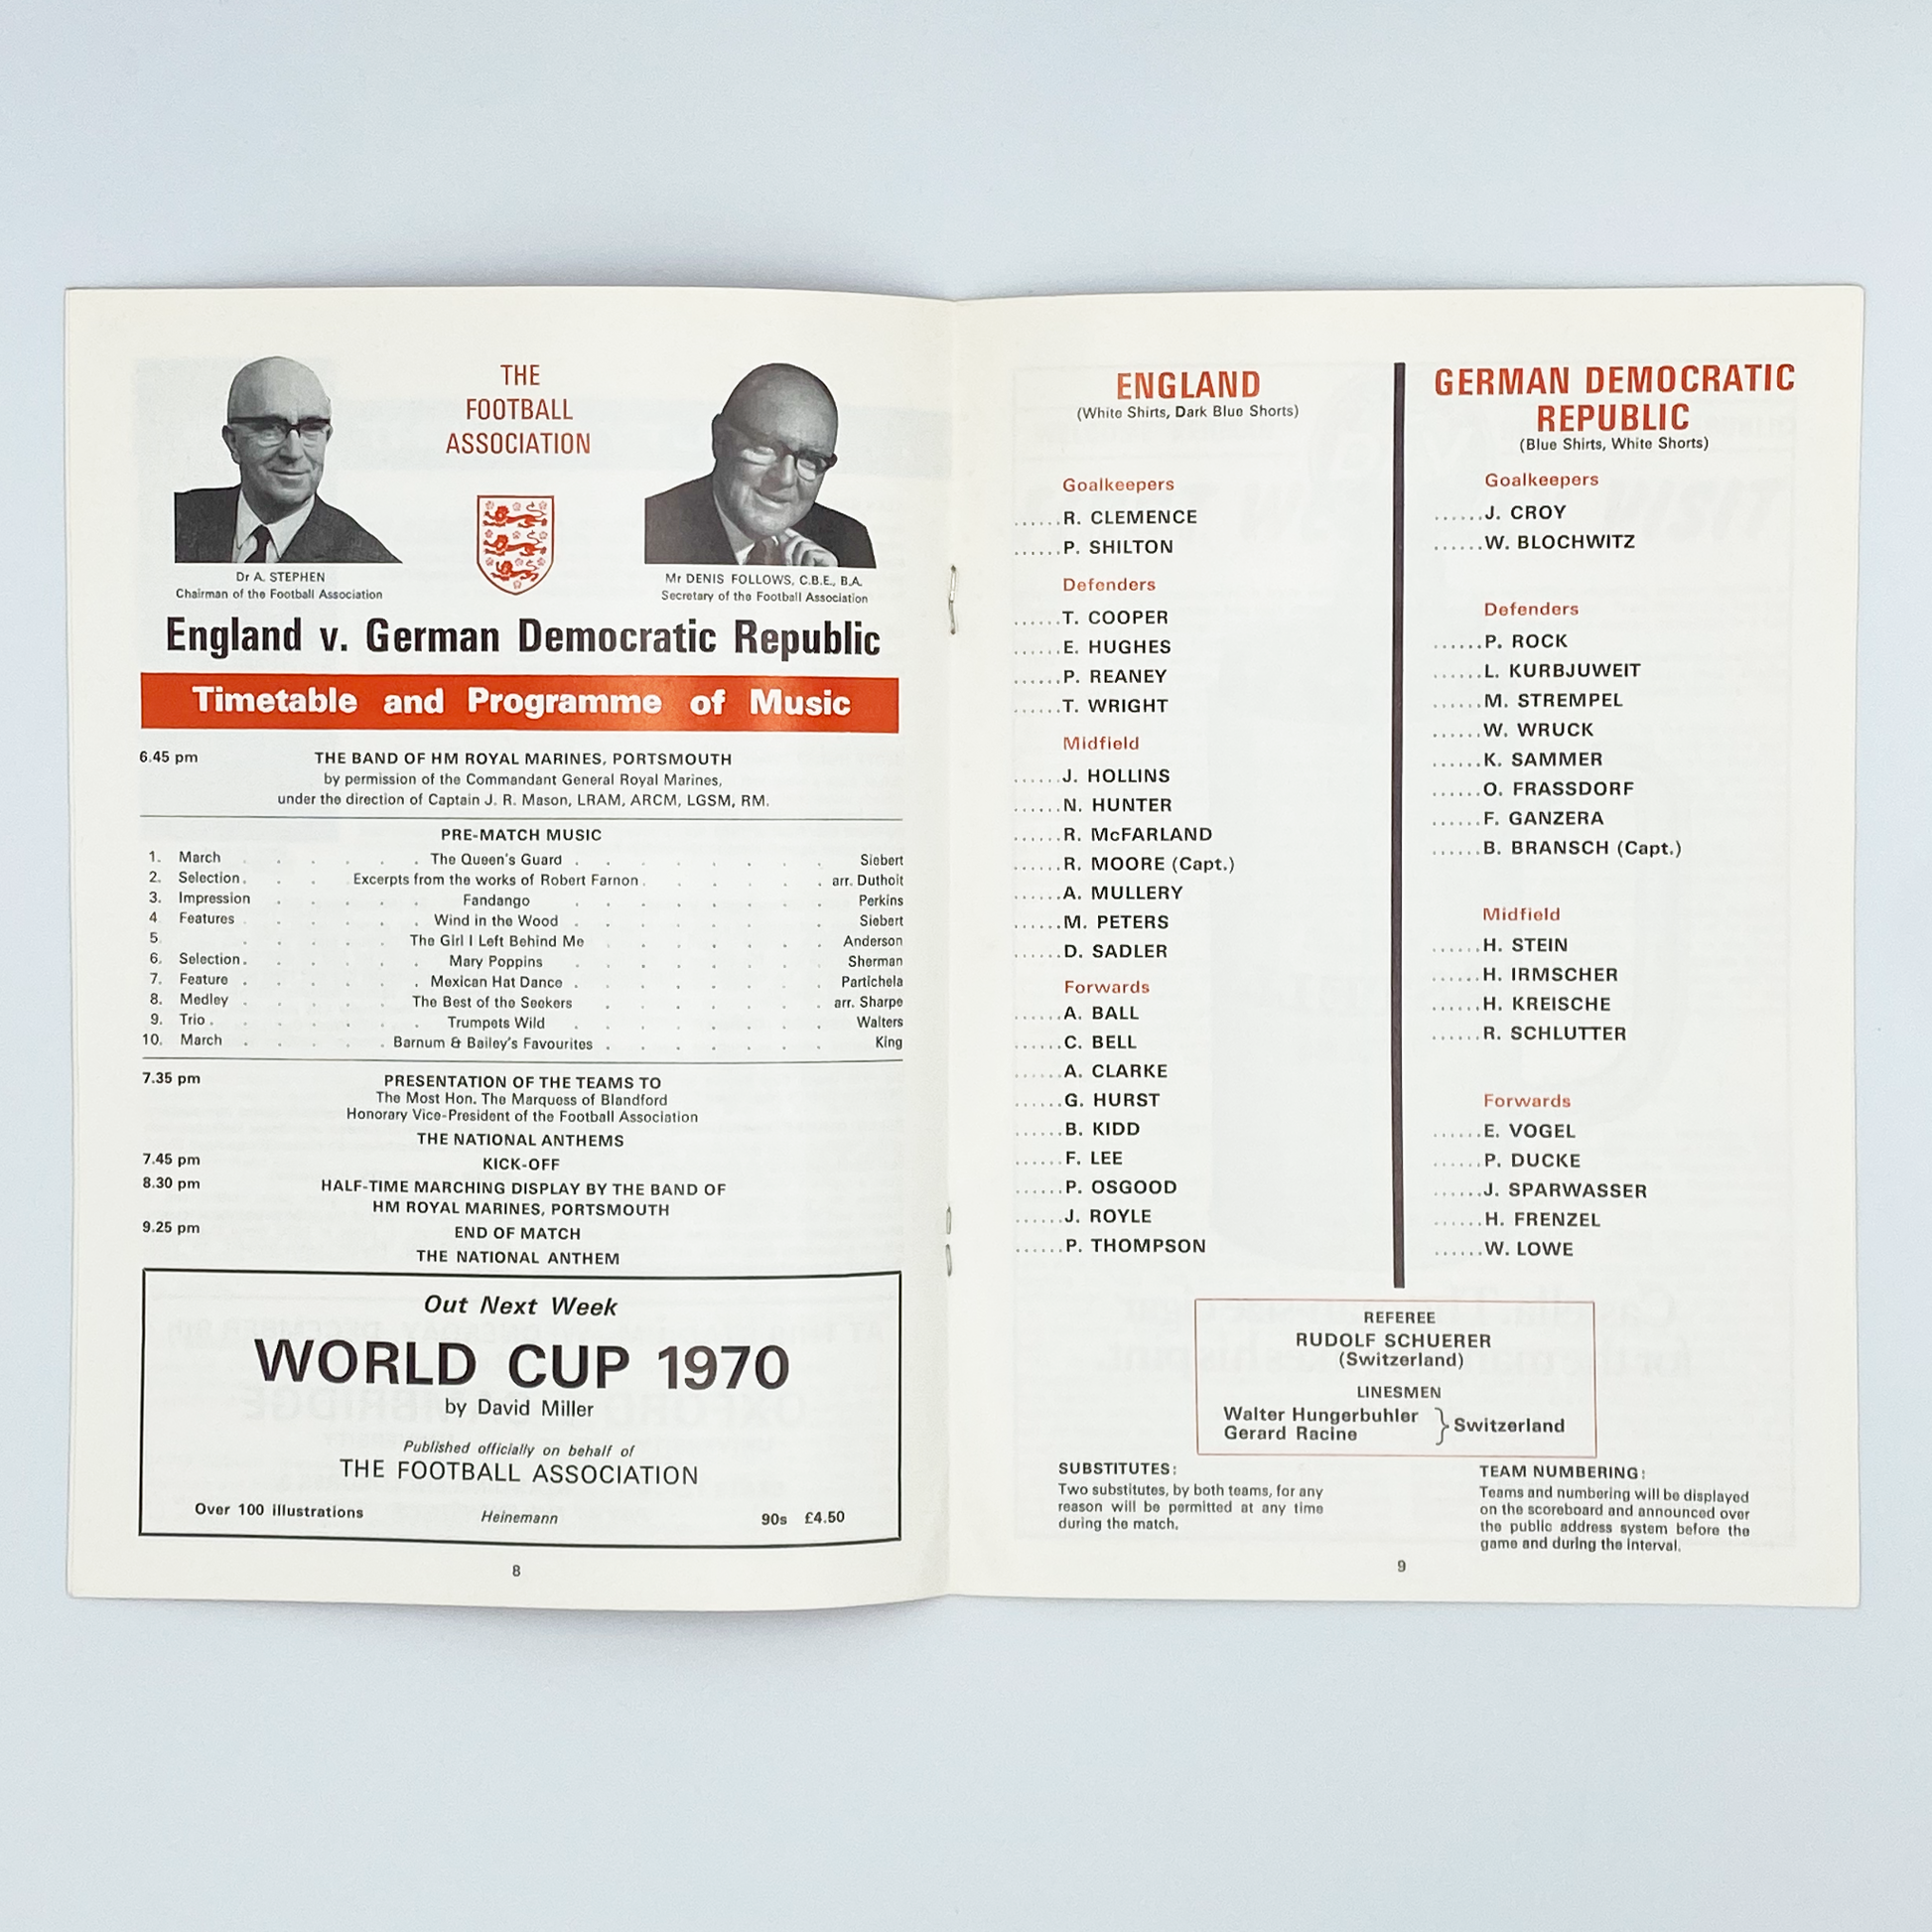 THE
FOOTBALL
ASSOCIATION
Dr A. STEPHEN
Chairman of the Football Association
Mr DENIS FOLLOWS, C.B.E., B.A.
Secretary of the Football Association
England v. German Democratic Republic
Timetable and Programme of Music
6.45 pm THE BAND OF HM ROYAL MARINES, PORTSMOUTH
by permission of the Commandant General Royal Marines,
under the direction of Captain J. R. Mason, LRAM, ARCM, LGSM, RM.
PRE-MATCH MUSIC
1. March . . . . . . The Queen's Guard . . . . . . . . Siebert
2. Selection . . . Excerpts from the works of Robert Farnon . . . . . . arr. Duthoit
3. Impression . . . . . Fandango . . . . . . . . Perkins
4 Features . . . . . Wind in the Wood . . . . . . . Siebert
5. . . . . . The Girl I Left Behind Me . . . . . . . Anderson
6. Selection . . . . . . Mary Poppins . . . . . . . . Sherman
7. Feature . . . . . . Mexican Hat Dance . . . . . . . . Partichela
8. Medley . . . . . The Best of the Seekers . . . . . . . arr. Sharpe
9. Trio . . . . . . . Trumpets Wild . . . . . . . . Walters
10. March . . . . . Barnum & Bailey's Favourites . . . . . . . King
7.35 pm PRESENTATION OF THE TEAMS TO
The Most Hon. The Marquess of Blandford
Honorary Vice-President of the Football Association
THE NATIONAL ANTHEMS
7.45 pm KICK-OFF
8.30 pm HALF-TIME MARCHING DISPLAY BY THE BAND OF
HM ROYAL MARINES, PORTSMOUTH
9.25 pm END OF MATCH
THE NATIONAL ANTHEM
Out Next Week
WORLD CUP 1970
by David Miller
Published officially on behalf of
THE FOOTBALL ASSOCIATION
Over 100 illustrations Heinemann 90s £4.50
8
ENGLAND
(White Shirts, Dark Blue Shorts)
Goalkeepers
......R. CLEMENCE
......P. SHILTON
Defenders
......T. COOPER
......E. HUGHES
......P. REANEY
......T. WRIGHT
Midfield
......J. HOLLINS
......N. HUNTER
......R. McFARLAND
......R. MOORE (Capt.)
......A. MULLERY
......M. PETERS
......D. SADLER
Forwards
......A. BALL
......C. BELL
......A. CLARKE
......G. HURST
......B. KIDD
......F. LEE
......P. OSGOOD
......J. ROYLE
......P. THOMPSON
GERMAN DEMOCRATIC
REPUBLIC
(Blue Shirts, White Shorts)
Goalkeepers
......J. CROY
......W. BLOCHWITZ
Defenders
......P. ROCK
......L. KURBJUWEIT
......M. STREMPEL
......W. WRUCK
......K. SAMMER
......O. FRASSDORF
......F. GANZERA
......B. BRANSCH (Capt.)
Midfield
......H. STEIN
......H. IRMSCHER
......H. KREISCHE
......R. SCHLUTTER
Forwards
......E. VOGEL
......P. DUCKE
......J. SPARWASSER
......H. FRENZEL
......W. LOWE
REFEREE
RUDOLF SCHUERER
(Switzerland)
LINESMEN
Walter Hungerbuhler
Gerard Racine } Switzerland
SUBSTITUTES:
Two substitutes, by both teams, for any
reason will be permitted at any time
during the match.
TEAM NUMBERING:
Teams and numbering will be displayed
on the scoreboard and announced over
the public address system before the
game and during the interval.
9